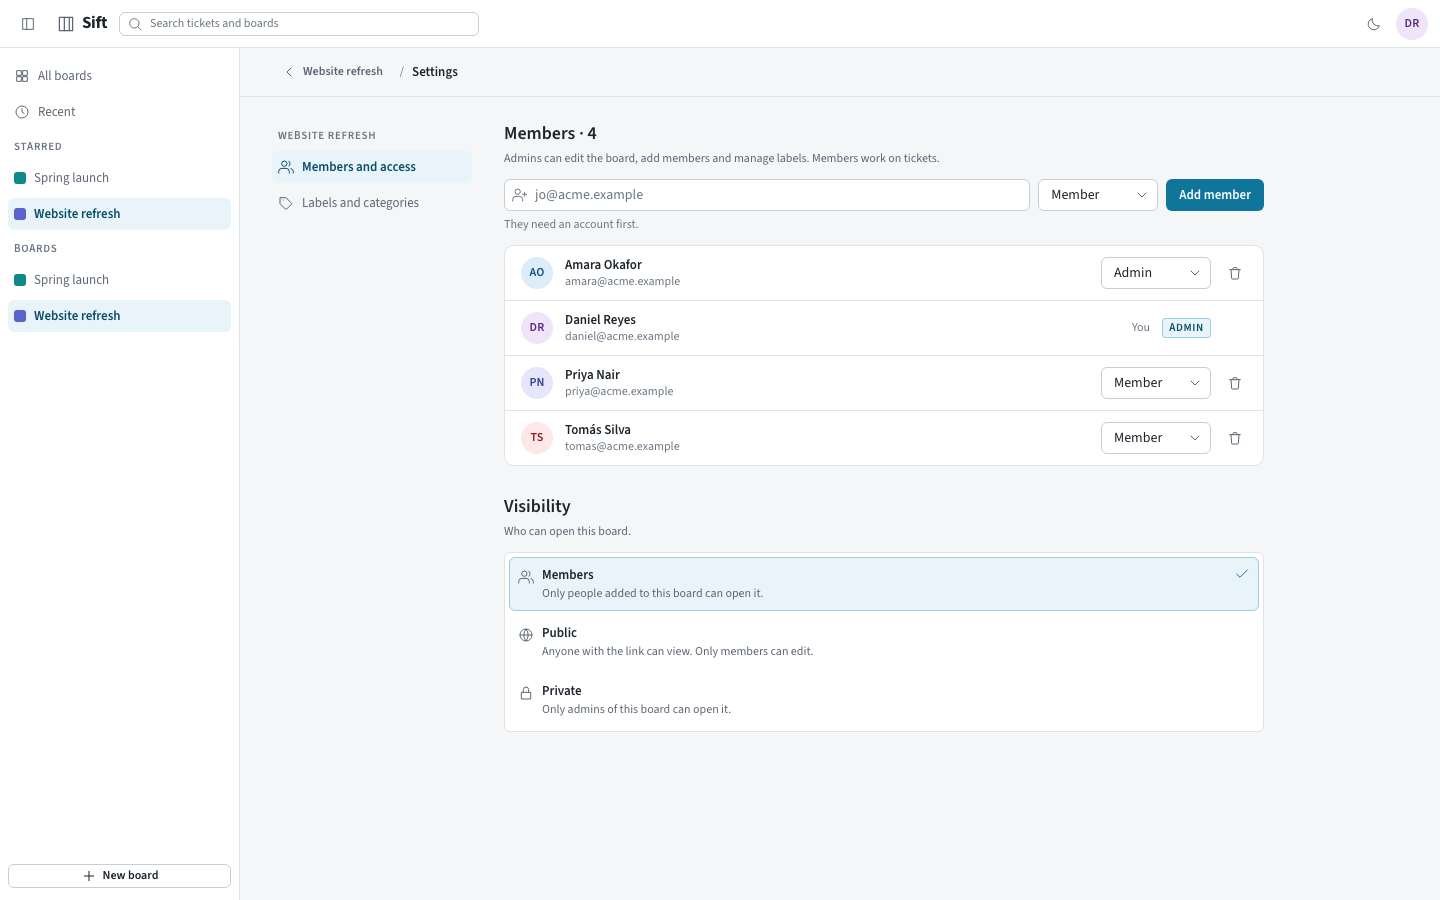 Sift
Search tickets and boards
DR
All boards
Recent
STARRED
Spring launch
Website refresh
BOARDS
Spring launch
Website refresh
New board
Website refresh / Settings
WEBSITE REFRESH
Members and access
Labels and categories
Members · 4
Admins can edit the board, add members and manage labels. Members work on tickets.
jo@acme.example
Member
Add member
They need an account first.
AO
Amara Okafor
amara@acme.example
Admin
DR
Daniel Reyes
daniel@acme.example
You
ADMIN
PN
Priya Nair
priya@acme.example
Member
TS
Tomás Silva
tomas@acme.example
Member
Visibility
Who can open this board.
Members
Only people added to this board can open it.
Public
Anyone with the link can view. Only members can edit.
Private
Only admins of this board can open it.